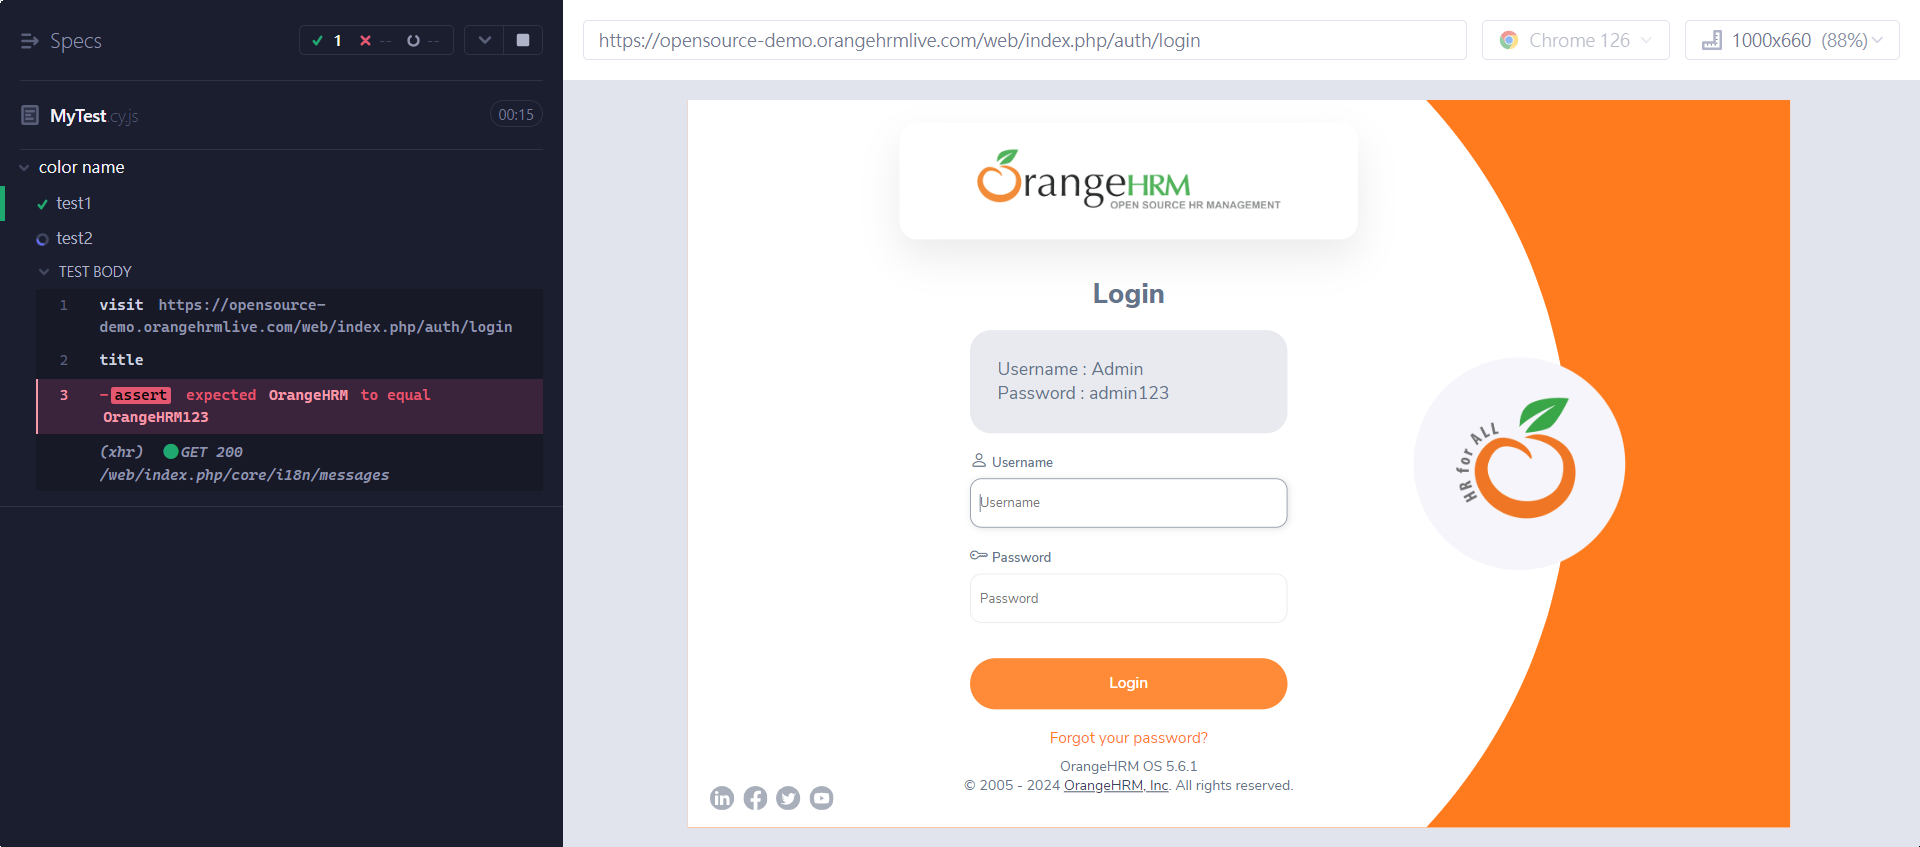 Specs
1 -- --
MyTest.cy.js
00:15
color name
test1
test2
TEST BODY
1 visit https://opensource-
demo.orangehrmlive.com/web/index.php/auth/login
2 title
3 -assert expected OrangeHRM to equal
OrangeHRM123
(xhr) GET 200
/web/index.php/core/i18n/messages
https://opensource-demo.orangehrmlive.com/web/index.php/auth/login
Chrome 126
1000x660 (88%)
OrangeHRM
OPEN SOURCE HR MANAGEMENT
Login
Username : Admin
Password : admin123
Username
Username
Password
Password
Login
Forgot your password?
OrangeHRM OS 5.6.1
© 2005 - 2024 OrangeHRM, Inc. All rights reserved.
HR for ALL